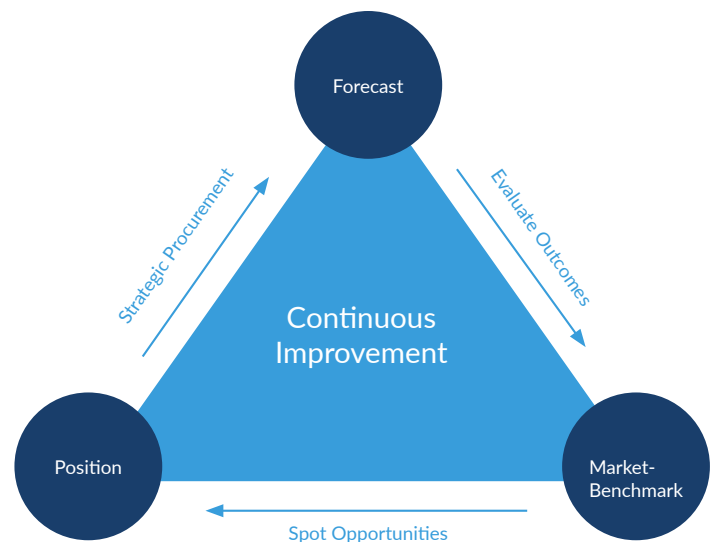 Forecast
Strategic Procurement
Evaluate Outcomes
Continuous
Improvement
Position
Market-
Benchmark
Spot Opportunities